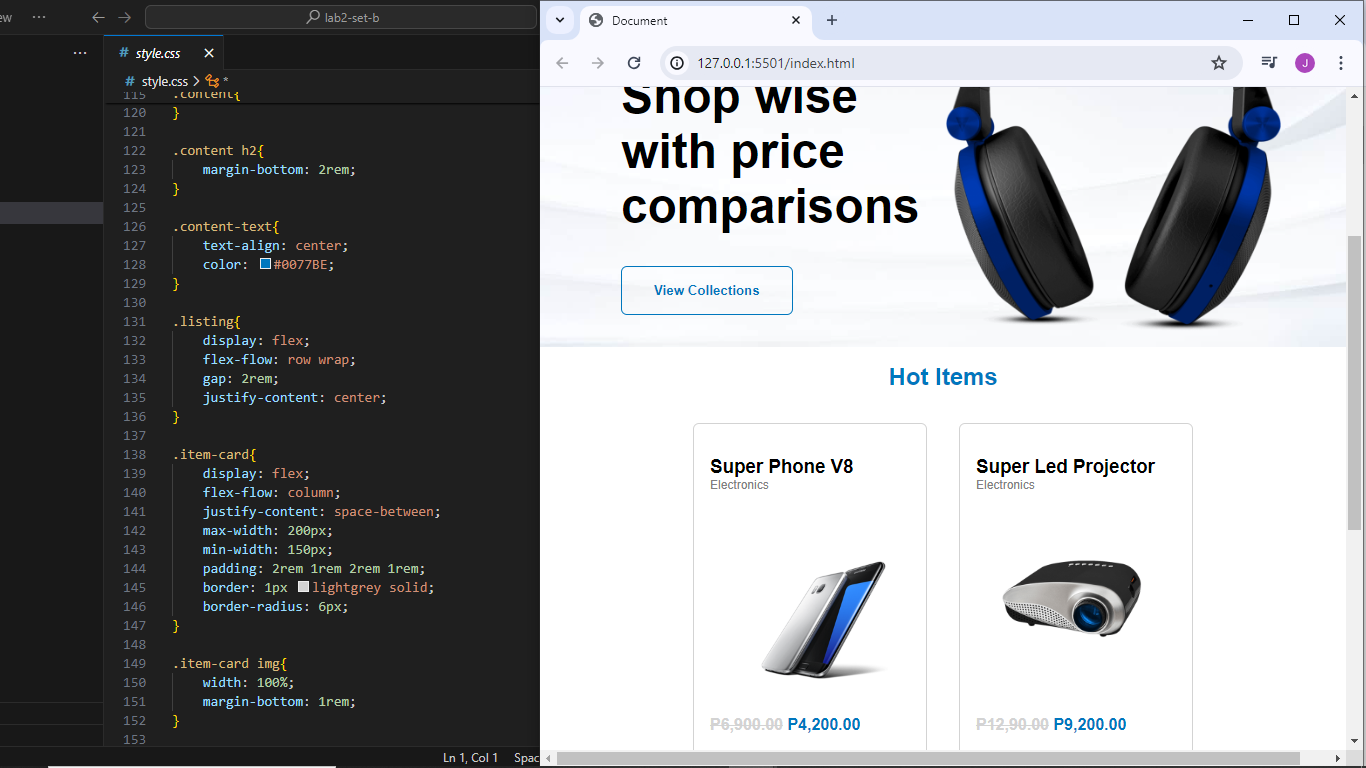 ew ··· lab2-set-b
···
# style.css
# style.css > *
115 .content{
120 }
121
122 .content h2{
123 margin-bottom: 2rem;
124 }
125
126 .content-text{
127 text-align: center;
128 color: #0077BE;
129 }
130
131 .listing{
132 display: flex;
133 flex-flow: row wrap;
134 gap: 2rem;
135 justify-content: center;
136 }
137
138 .item-card{
139 display: flex;
140 flex-flow: column;
141 justify-content: space-between;
142 max-width: 200px;
143 min-width: 150px;
144 padding: 2rem 1rem 2rem 1rem;
145 border: 1px lightgrey solid;
146 border-radius: 6px;
147 }
148
149 .item-card img{
150 width: 100%;
151 margin-bottom: 1rem;
152 }
153
Ln 1, Col 1 Spac
Document
127.0.0.1:5501/index.html
J
Shop wise
with price
comparisons
View Collections
Hot Items
Super Phone V8
Electronics
P6,900.00 P4,200.00
Super Led Projector
Electronics
P12,90.00 P9,200.00